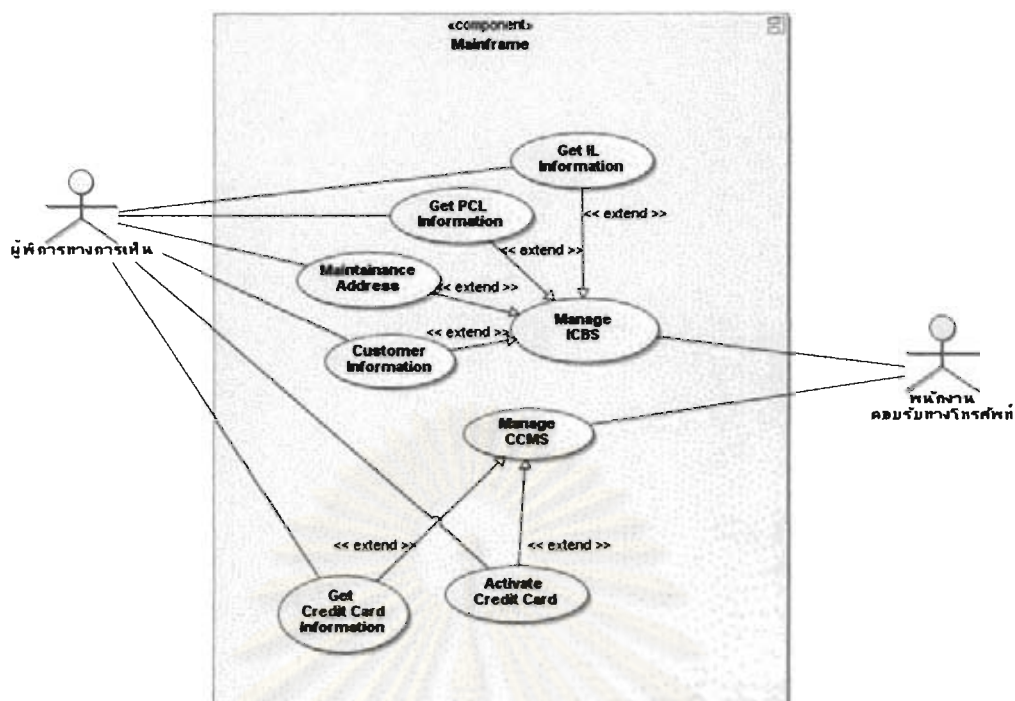 «component»
Mainframe
Get IL
Information
Get PCL
Information
<< extend >>
<< extend >>
ผู้พิการทางการเห็น
Maintainance
Address
<< extend >>
Manage
ICBS
<< extend >>
Customer
Information
พนักงาน
ตอบรับทางโทรศัพท์
Manage
CCMS
<< extend >>
<< extend >>
Get
Credit Card
Information
Activate
Credit Card